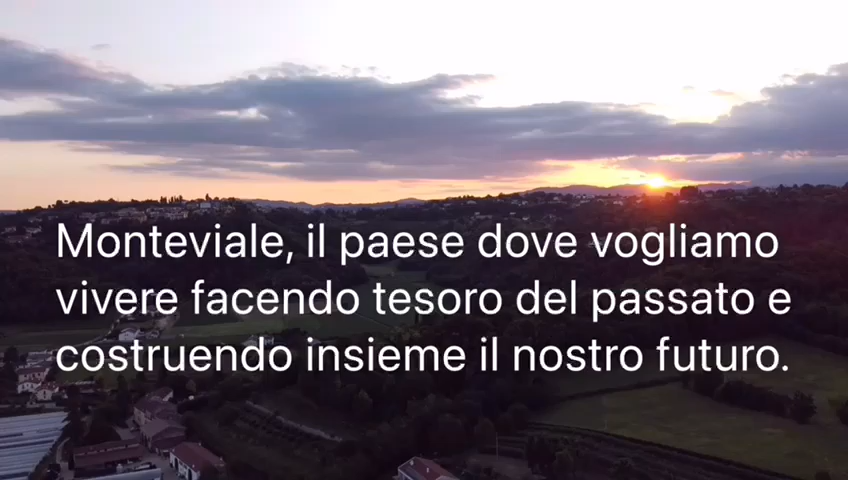 Monteviale, il paese dove vogliamo
vivere facendo tesoro del passato e
costruendo insieme il nostro futuro.